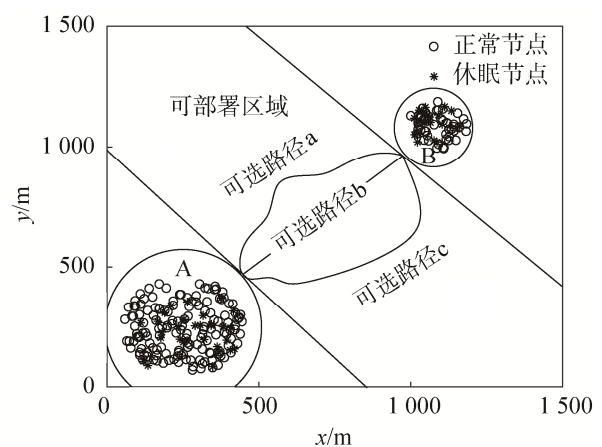 1 500
○ 正常节点
* 休眠节点
可部署区域
B
1 000
可选路径a
y/m
可选路径b
500
A
可选路径c
0
0
500
1 000
1 500
x/m